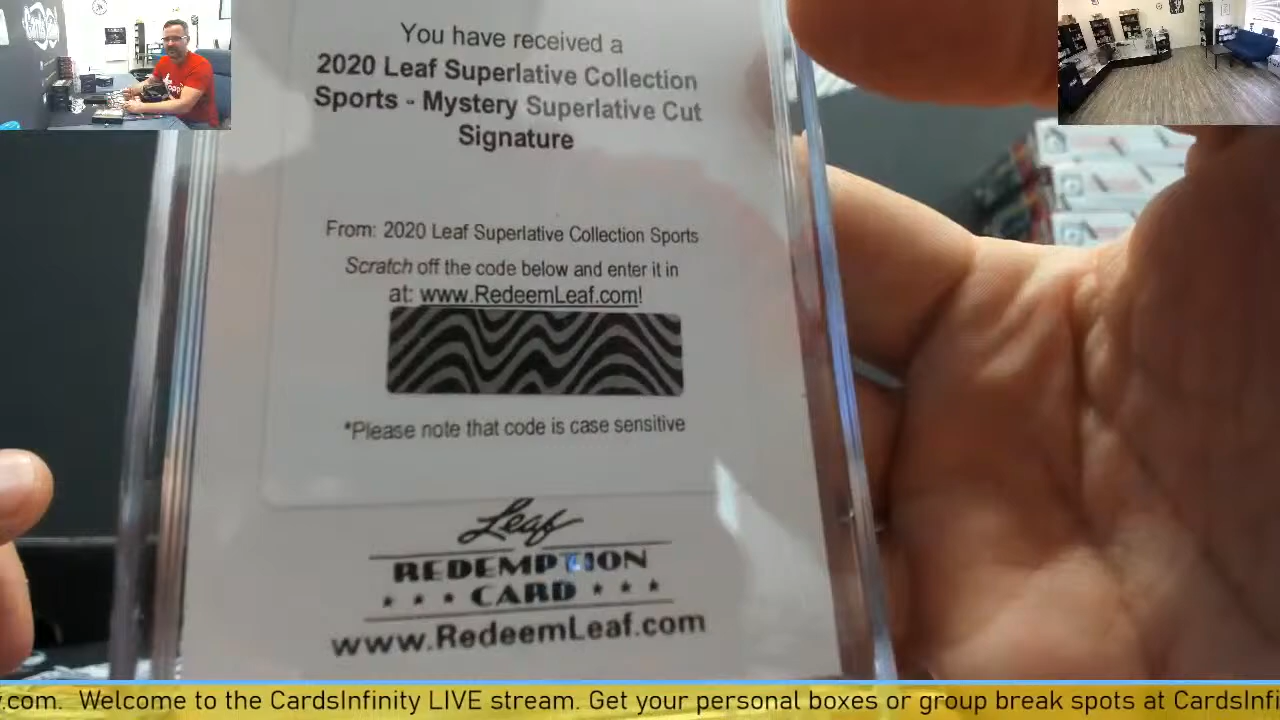 You have received a
2020 Leaf Superlative Collection
Sports - Mystery Superlative Cut
Signature
From: 2020 Leaf Superlative Collection Sports
Scratch off the code below and enter it in
at: www.RedeemLeaf.com!
*Please note that code is case sensitive
Leaf
REDEMPTION
CARD
www.RedeemLeaf.com
.com. Welcome to the CardsInfinity LIVE stream. Get your personal boxes or group break spots at CardsInfi